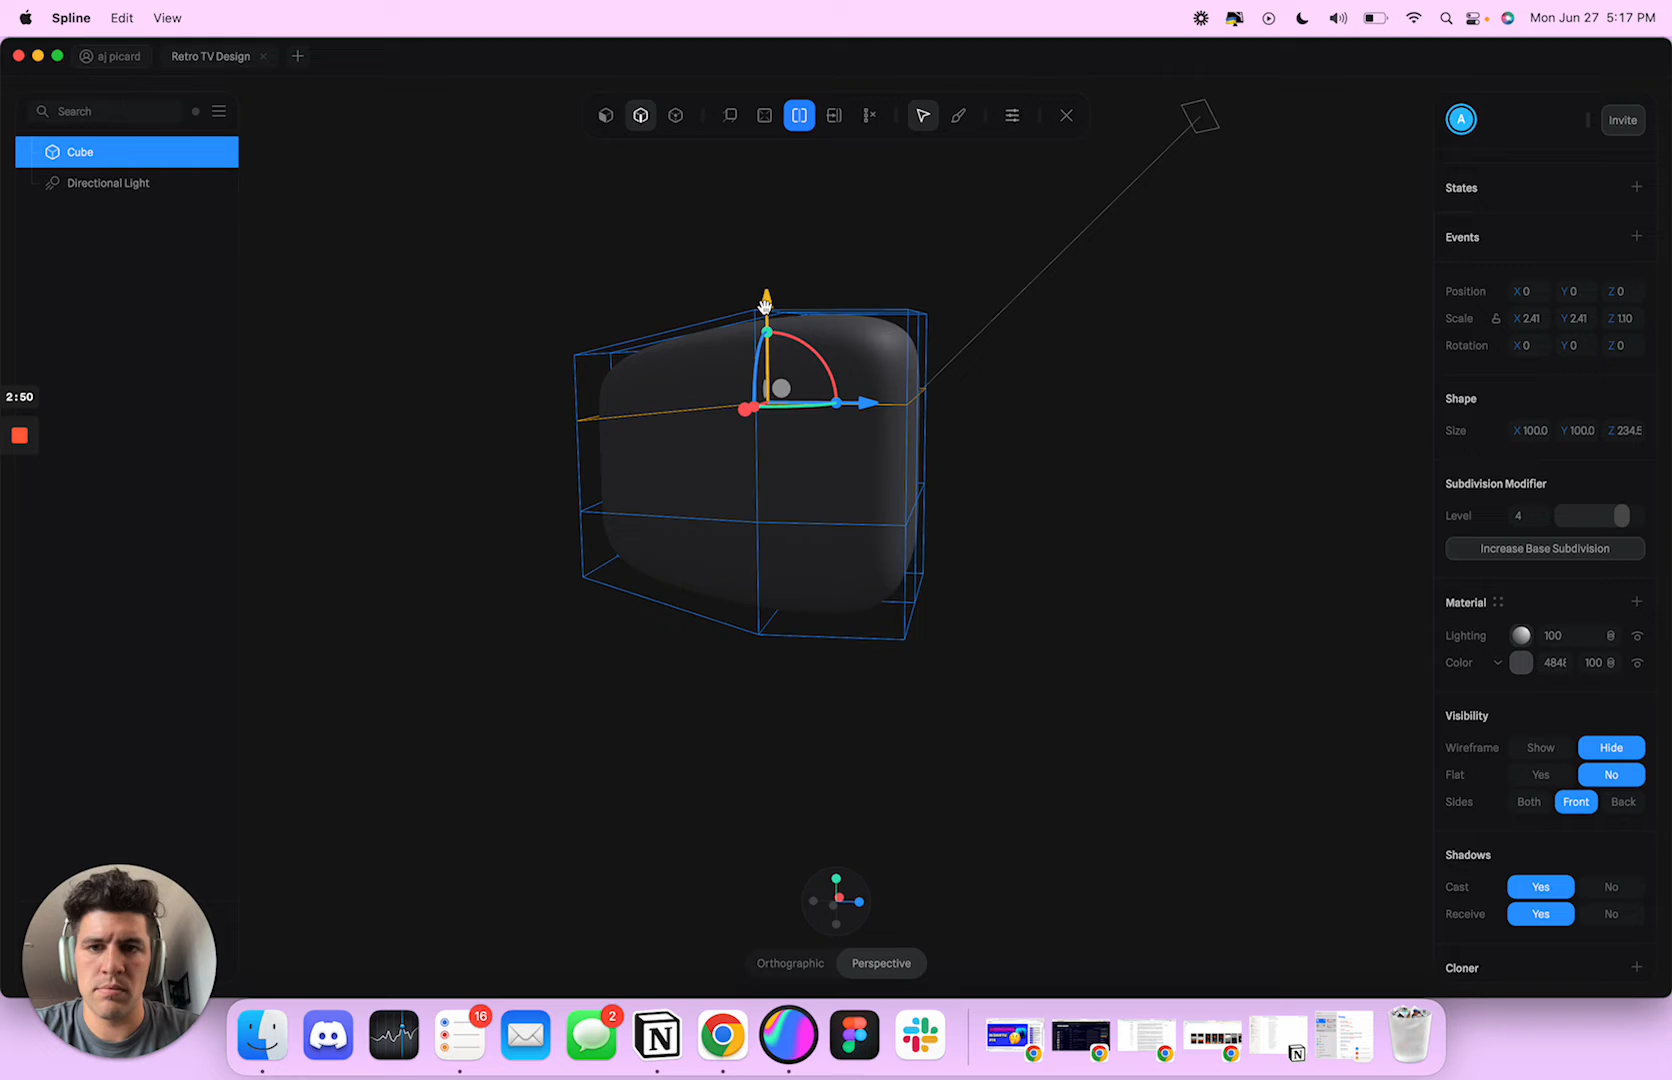 Spline Edit View
Mon Jun 27 5:17 PM
aj picard
Retro TV Design
Search
Cube
Directional Light
2:50
A
Invite
States
Events
Position X 0 Y 0 Z 0
Scale X 2.41 Y 2.41 Z 1.10
Rotation X 0 Y 0 Z 0
Shape
Size X 100.0 Y 100.0 Z 234.5
Subdivision Modifier
Level 4
Increase Base Subdivision
Material
Lighting 100
Color 4848 100
Visibility
Wireframe Show Hide
Flat Yes No
Sides Both Front Back
Shadows
Cast Yes No
Receive Yes No
Cloner
Orthographic Perspective
16
2